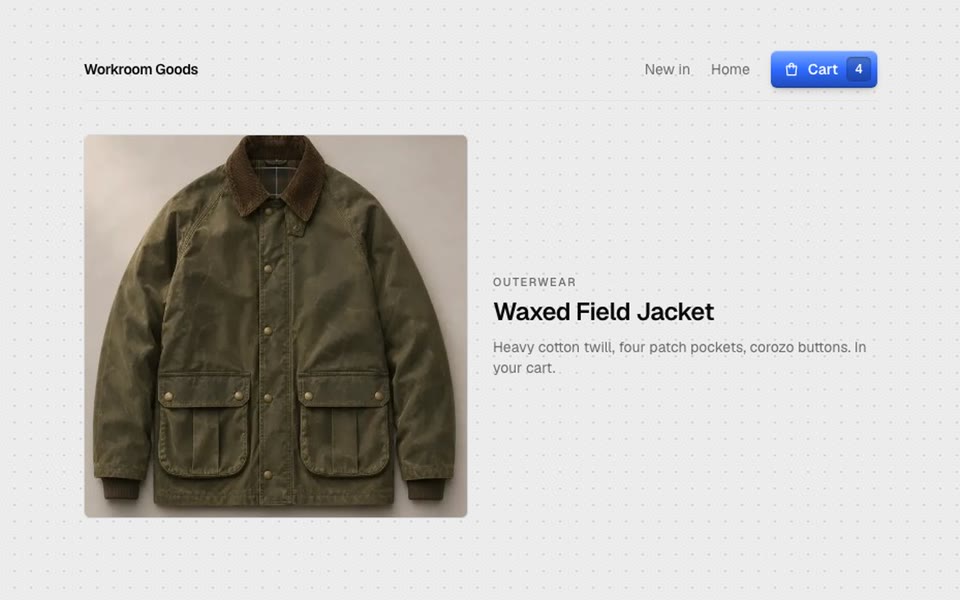 Workroom Goods
New in
Home
Cart
4
OUTERWEAR
Waxed Field Jacket
Heavy cotton twill, four patch pockets, corozo buttons. In
your cart.